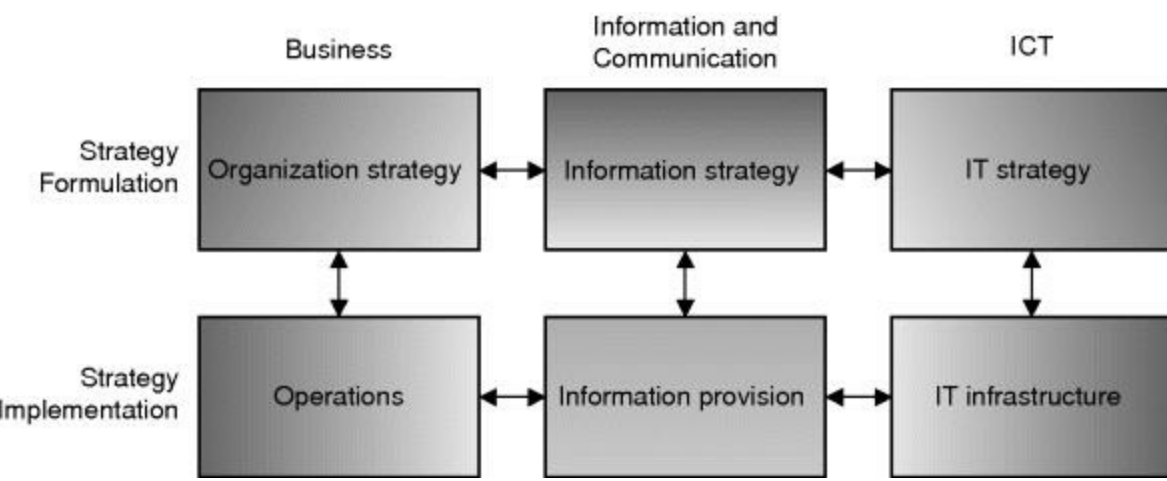 Business
Information and
Communication
ICT
Strategy
Formulation
Organization strategy
Information strategy
IT strategy
Strategy
Implementation
Operations
Information provision
IT infrastructure